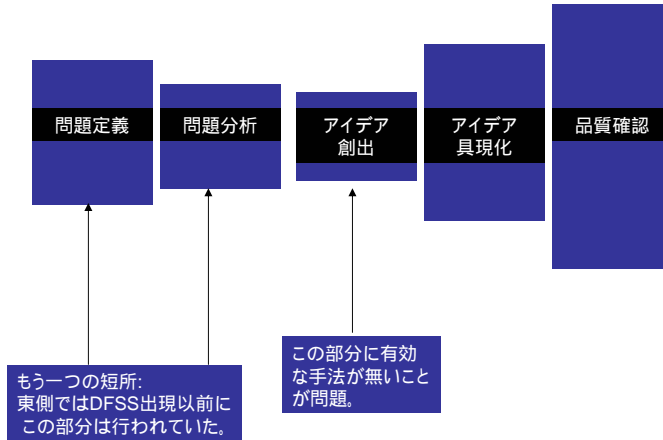 問題定義
問題分析
アイデア
創出
アイデア
具現化
品質確認
もう一つの短所:
東側ではDFSS出現以前に
この部分は行われていた。
この部分に有効
な手法が無いこと
が問題。